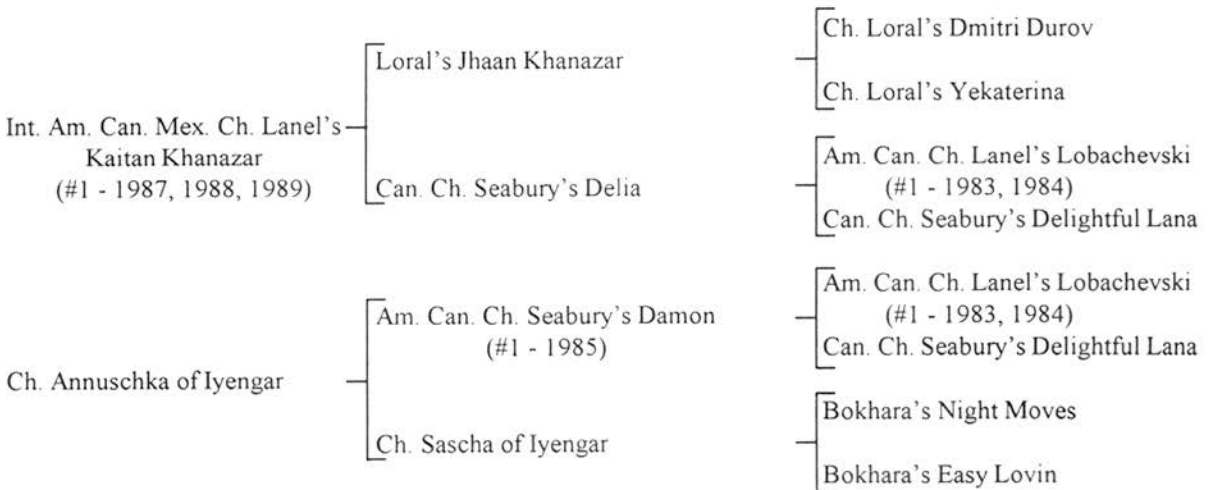 Ch. Loral's Dmitri Durov
Loral's Jhaan Khanazar
Ch. Loral's Yekaterina
Int. Am. Can. Mex. Ch. Lanel's
Kaitan Khanazar
(#1 - 1987, 1988, 1989)
Am. Can. Ch. Lanel's Lobachevski
(#1 - 1983, 1984)
Can. Ch. Seabury's Delia
Can. Ch. Seabury's Delightful Lana
Am. Can. Ch. Lanel's Lobachevski
(#1 - 1983, 1984)
Am. Can. Ch. Seabury's Damon
(#1 - 1985)
Can. Ch. Seabury's Delightful Lana
Ch. Annuschka of Iyengar
Bokhara's Night Moves
Ch. Sascha of Iyengar
Bokhara's Easy Lovin